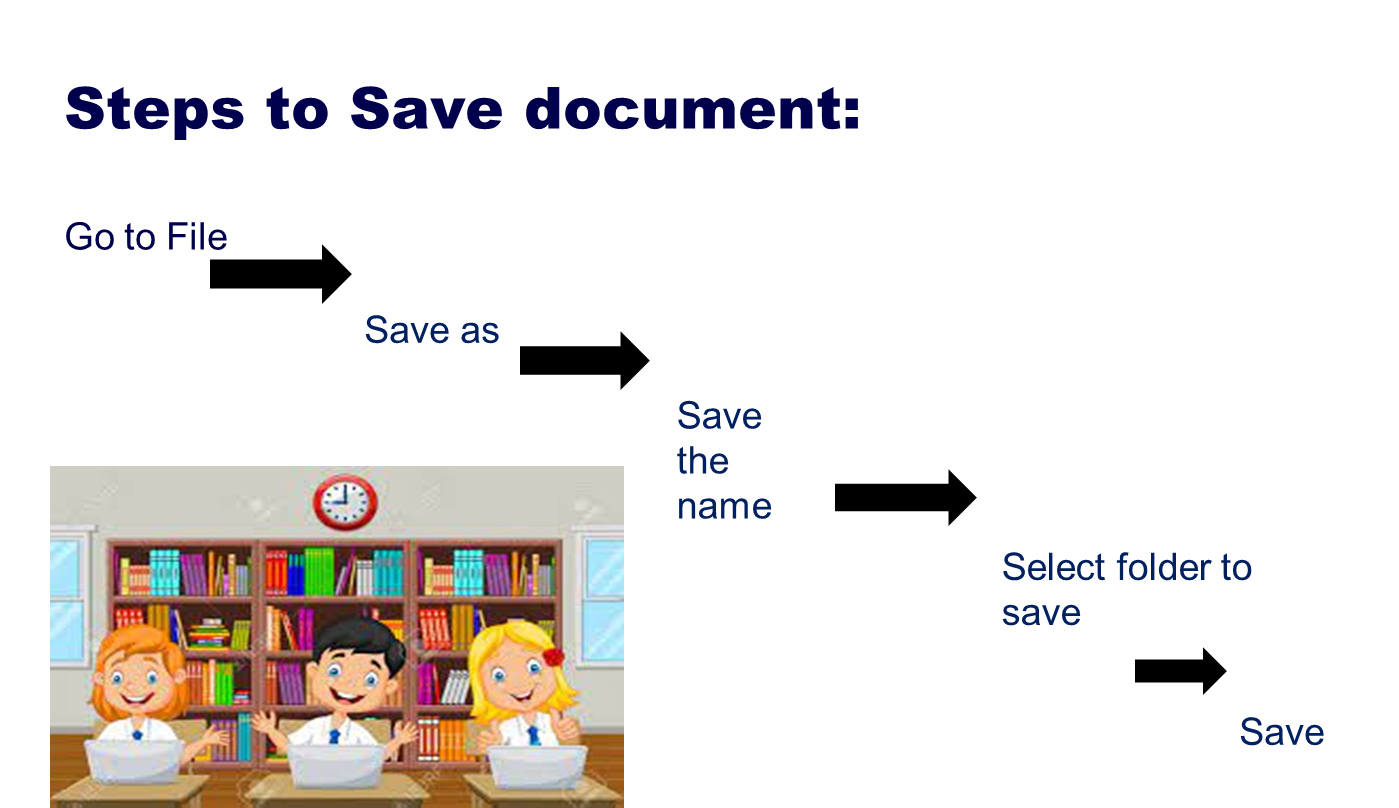 Steps to Save document:
Go to File
Save as
Save
the
name
Select folder to
save
Save